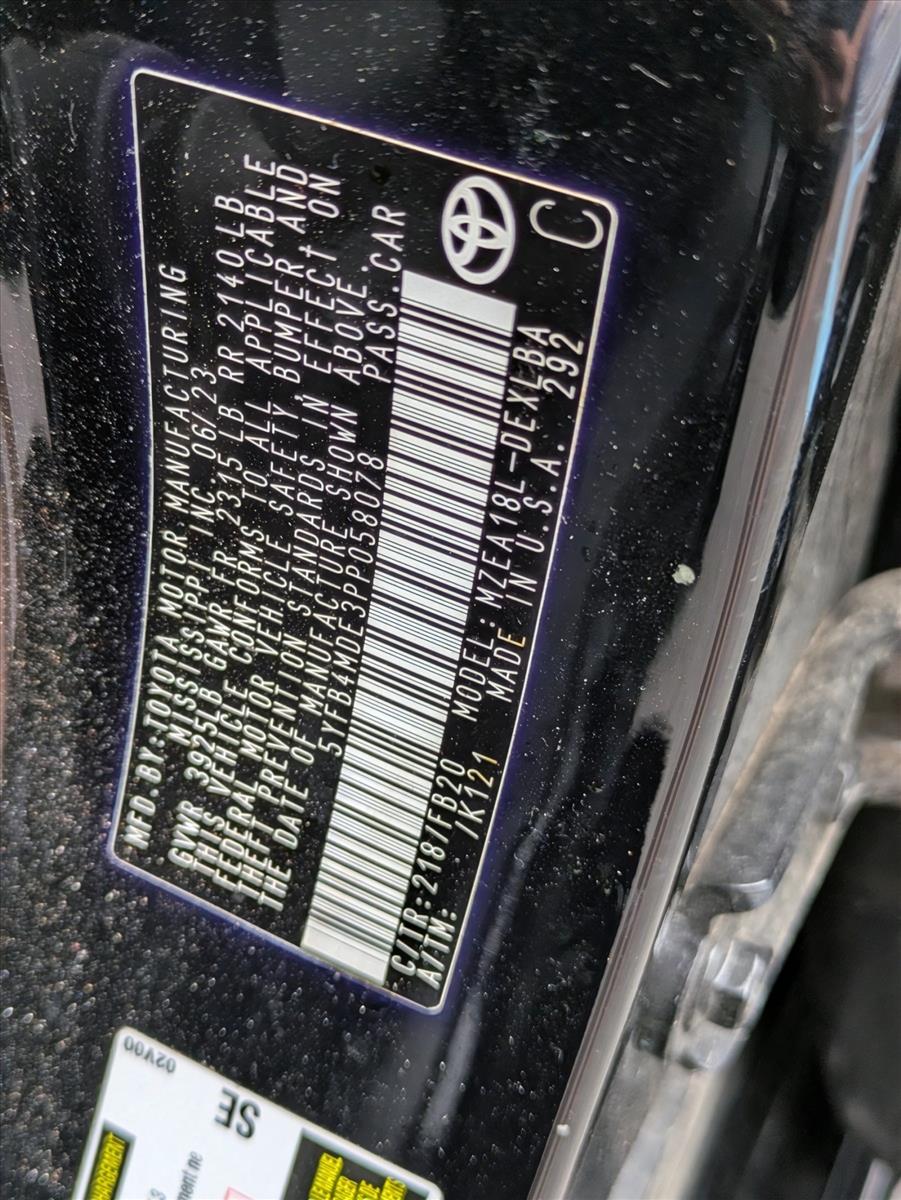 MFD.BY:TOYOTA MOTOR MANUFACTURING
MISSISSIPPI INC 06/23
GVWR 3925LB GAWR FR 2315 LB RR 2140 LB
THIS VEHICLE CONFORMS TO ALL APPLICABLE
FEDERAL MOTOR VEHICLE SAFETY BUMPER AND
THEFT PREVENTION STANDARDS IN EFFECT ON
THE DATE OF MANUFACTURE SHOWN ABOVE.
5YFB4MDE3PP058078 PASS.CAR
C/TR:218/FB20 MODEL:MZEA18L-DEXLBA
A/TM: /K121 MADE IN U.S.A. 292
C
02V00
SE